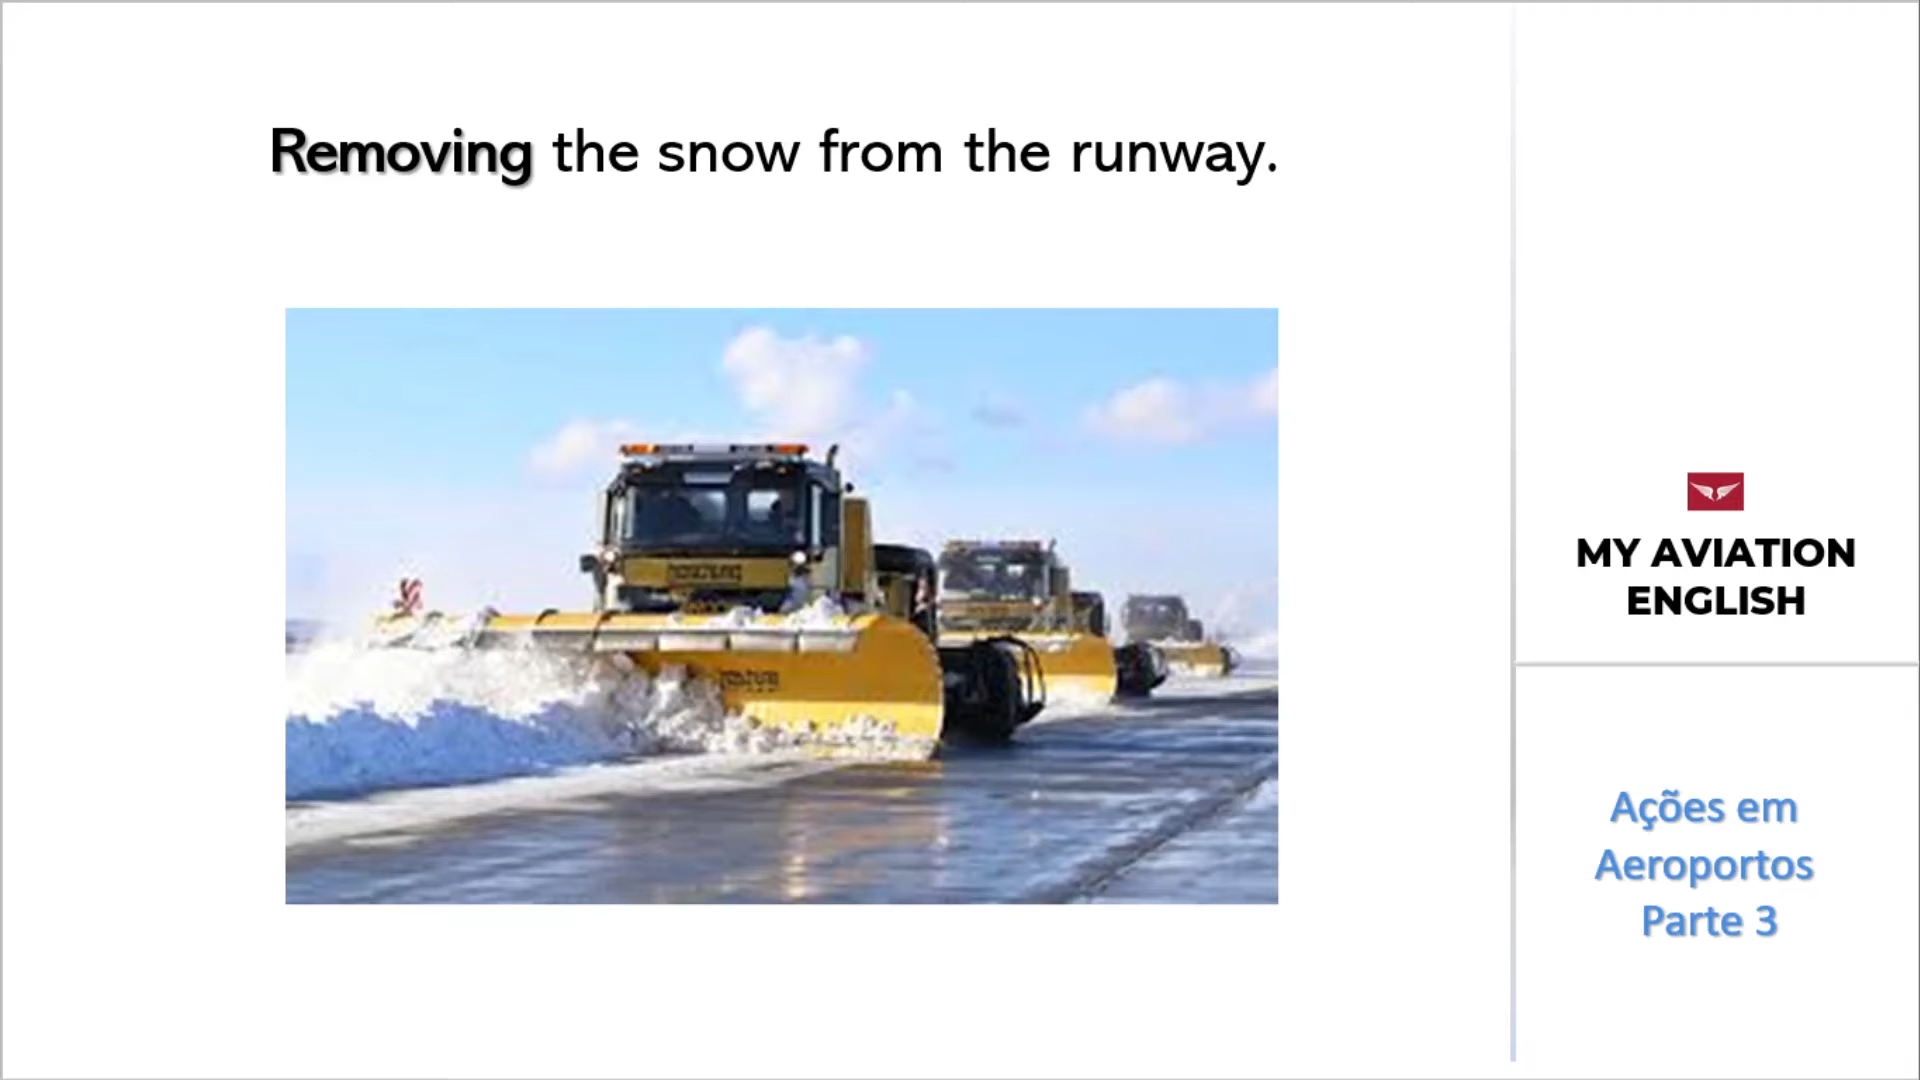 Removing the snow from the runway.
MY AVIATION
ENGLISH
Ações em
Aeroportos
Parte 3